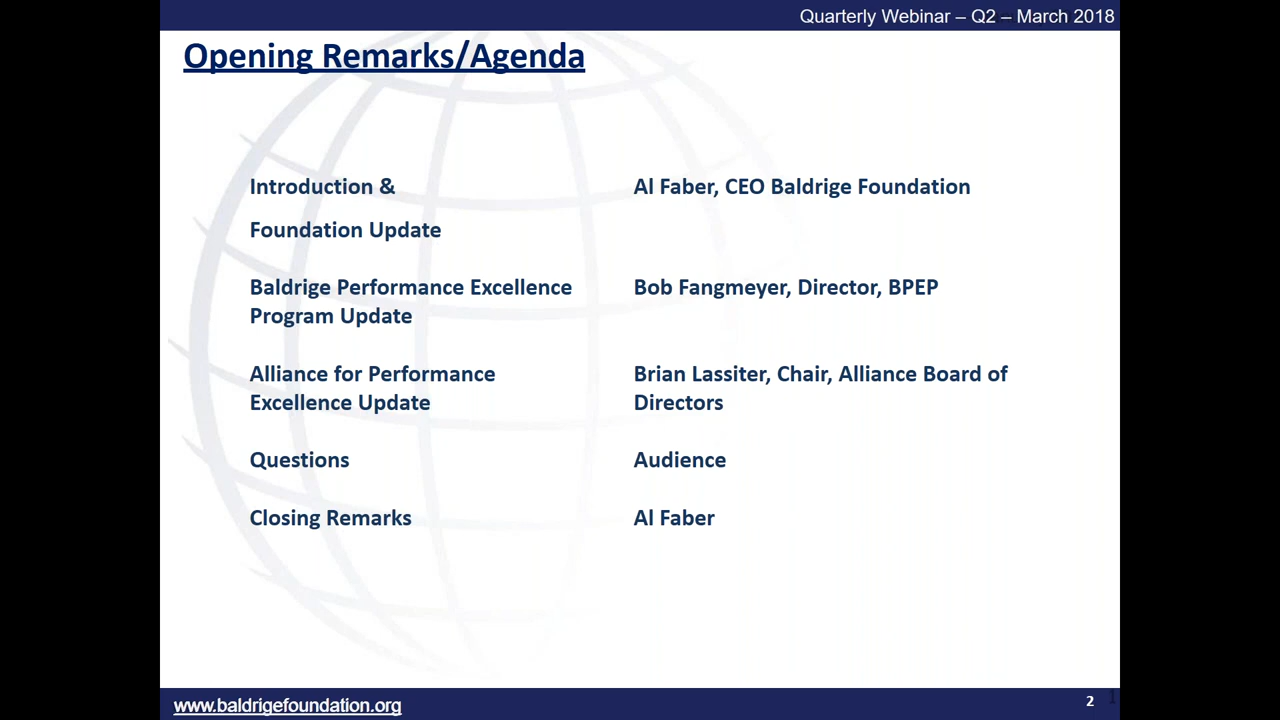 Quarterly Webinar – Q2 – March 2018
Opening Remarks/Agenda
Introduction & Al Faber, CEO Baldrige Foundation
Foundation Update
Baldrige Performance Excellence Bob Fangmeyer, Director, BPEP
Program Update
Alliance for Performance Brian Lassiter, Chair, Alliance Board of
Excellence Update Directors
Questions Audience
Closing Remarks Al Faber
www.baldrigefoundation.org 2 1